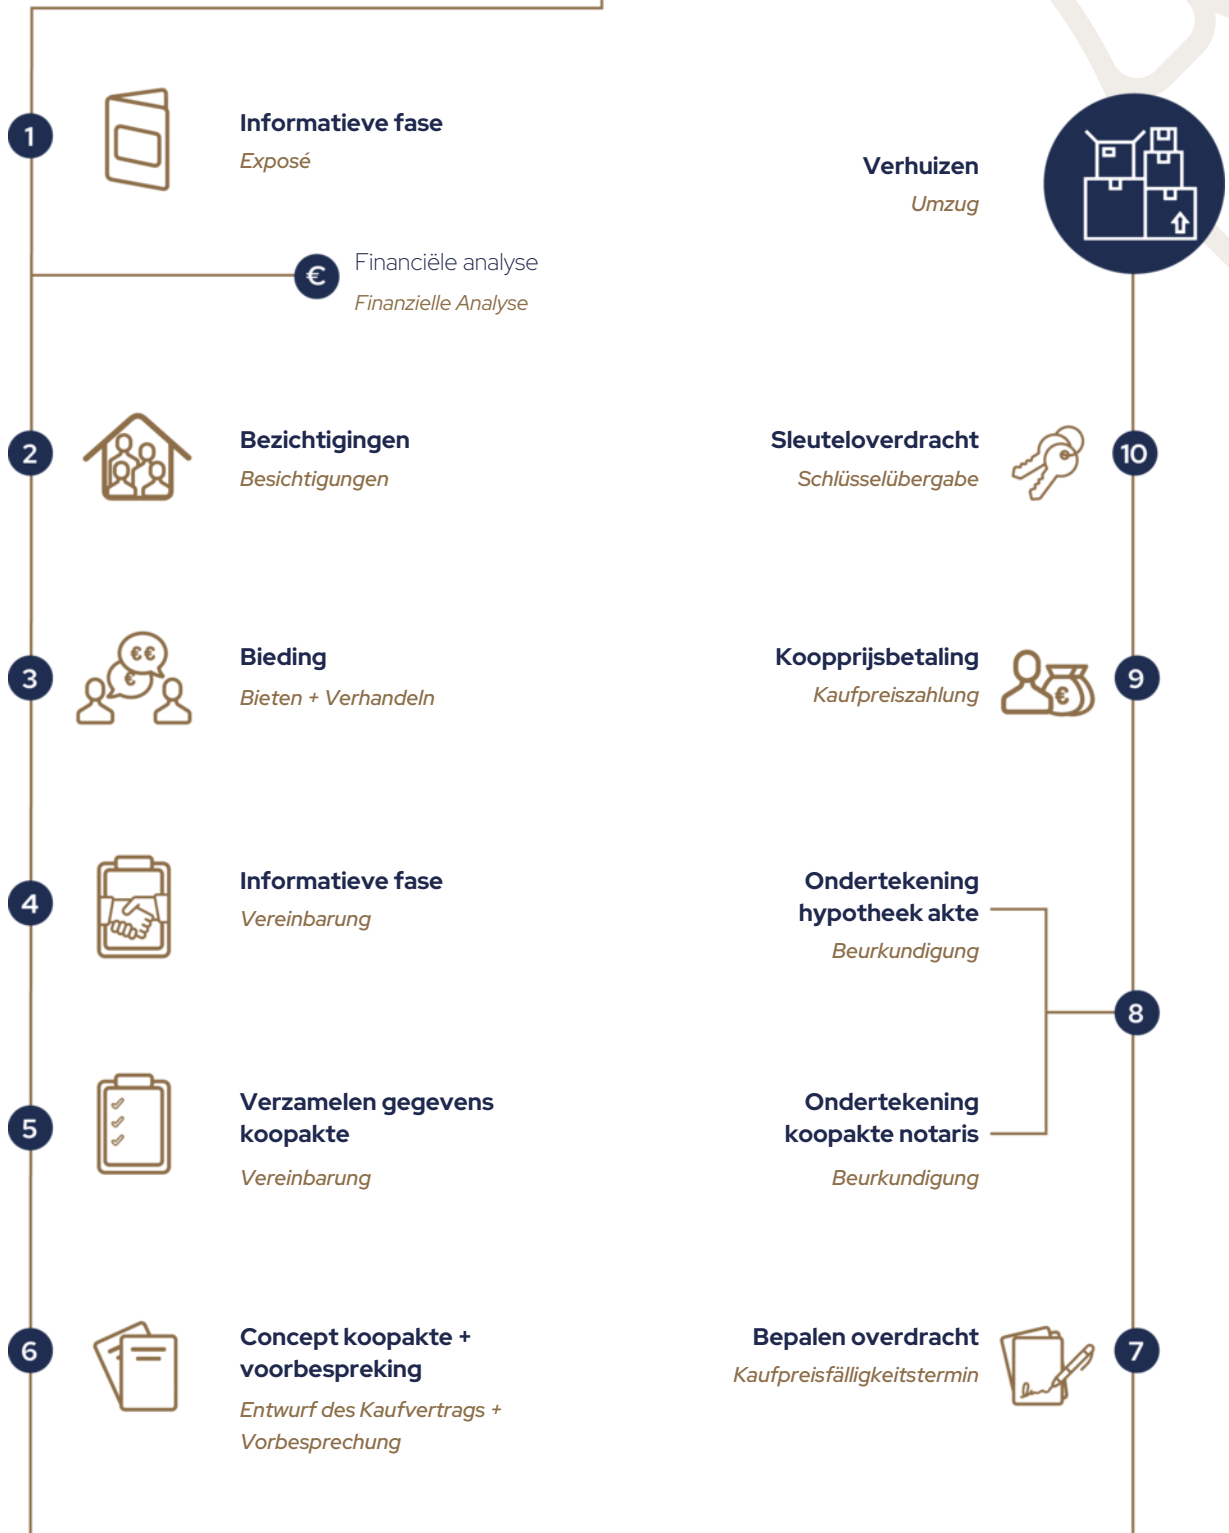 1
Informatieve fase
Exposé
€
Financiële analyse
Finanzielle Analyse
2
Bezichtigingen
Besichtigungen
3
€€
€
Bieding
Bieten + Verhandeln
4
Informatieve fase
Vereinbarung
5
Verzamelen gegevens
koopakte
Vereinbarung
6
Concept koopakte +
voorbespreking
Entwurf des Kaufvertrags +
Vorbesprechung
Verhuizen
Umzug
Sleuteloverdracht
Schlüsselübergabe
10
Koopprijsbetaling
Kaufpreiszahlung
€
9
Ondertekening
hypotheek akte
Beurkundigung
8
Ondertekening
koopakte notaris
Beurkundigung
Bepalen overdracht
Kaufpreisfälligkeitstermin
7